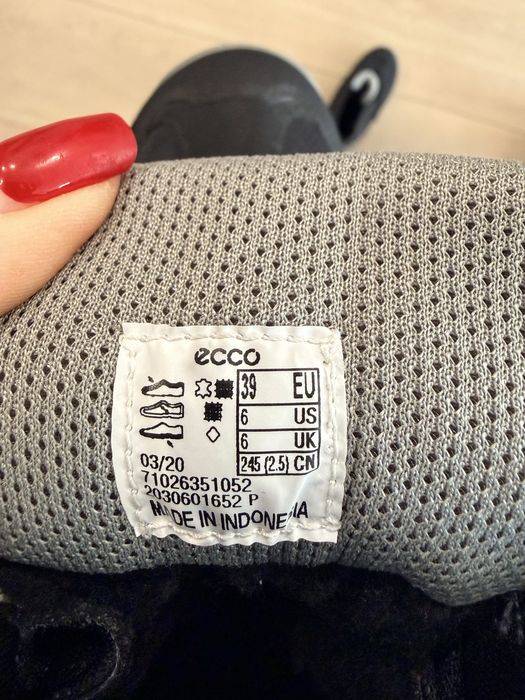 ecco
39 EU
6 US
6 UK
245 (2.5) CN
03/20
71026351052
2030601652 P
MADE IN INDONESIA